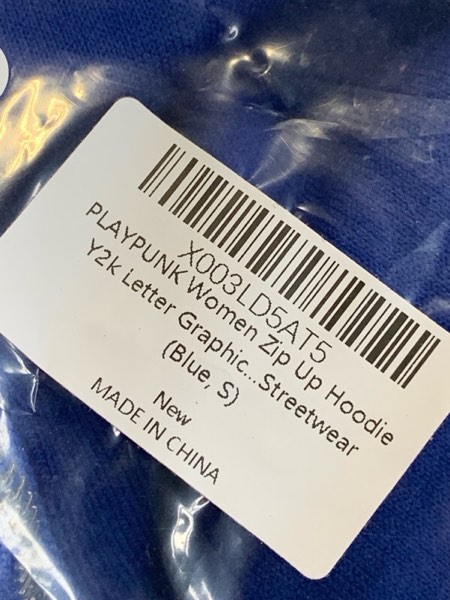 X003LD5AT5
PLAYPUNK Women Zip Up Hoodie
Y2k Letter Graphic...Streetwear
(Blue, S)
New
MADE IN CHINA